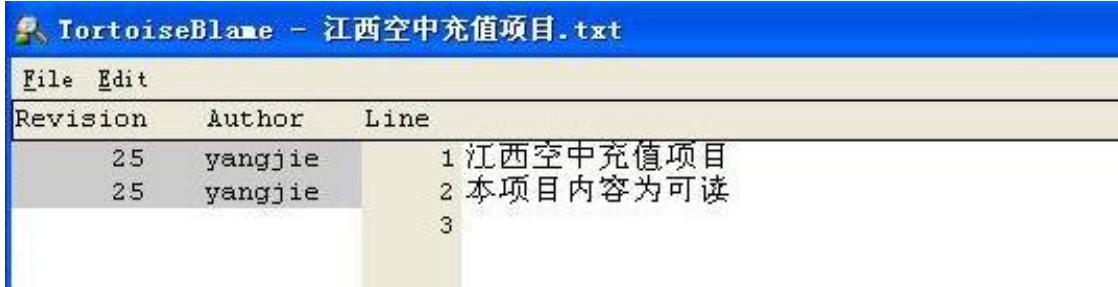 TortoiseBlame - 江西空中充值项目.txt
File Edit
Revision Author Line
25 yangjie 1 江西空中充值项目
25 yangjie 2 本项目内容为可读
3